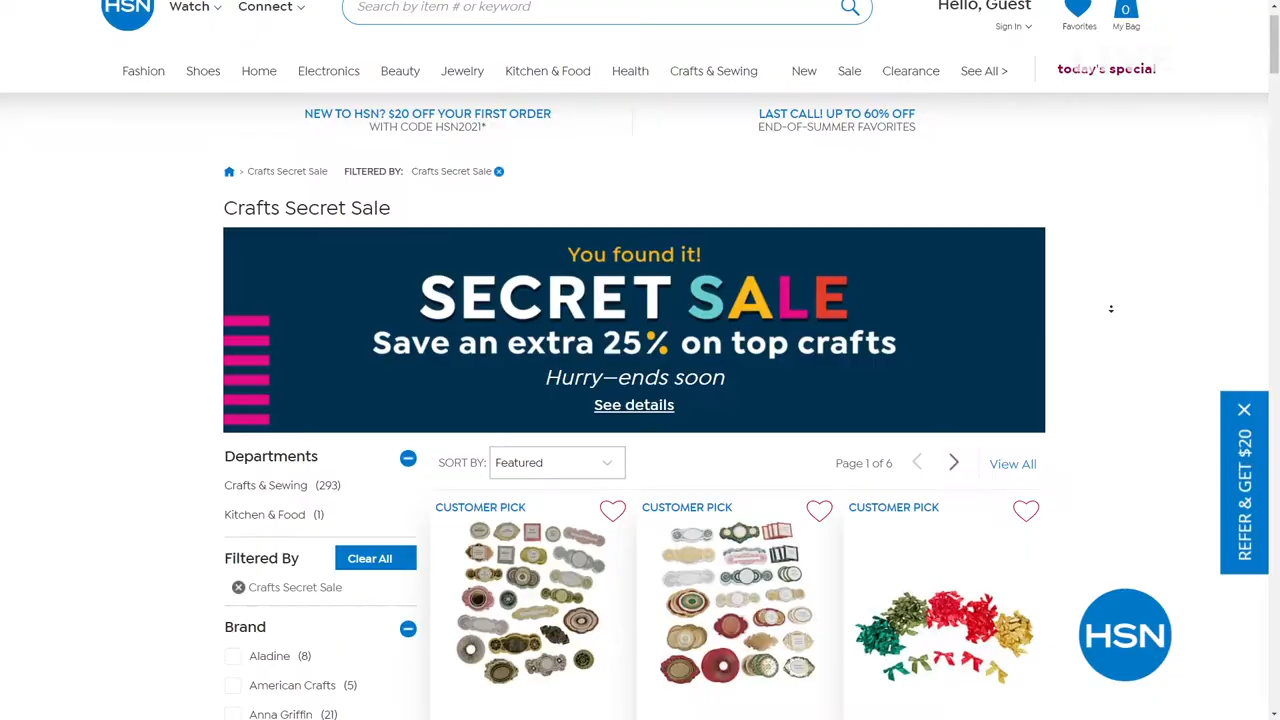 HSN
Watch
Connect
Search by item # or keyword
Hello, Guest
Sign In
Favorites
0
My Bag
Fashion
Shoes
Home
Electronics
Beauty
Jewelry
Kitchen & Food
Health
Crafts & Sewing
New
Sale
Clearance
See All >
today's special
NEW TO HSN? $20 OFF YOUR FIRST ORDER
WITH CODE HSN2021*
LAST CALL! UP TO 60% OFF
END-OF-SUMMER FAVORITES
> Crafts Secret Sale
FILTERED BY:
Crafts Secret Sale
Crafts Secret Sale
You found it!
SECRET SALE
Save an extra 25% on top crafts
Hurry—ends soon
See details
Departments
Crafts & Sewing (293)
Kitchen & Food (1)
Filtered By
Clear All
Crafts Secret Sale
Brand
Aladine (8)
American Crafts (5)
Anna Griffin (21)
SORT BY:
Featured
Page 1 of 6
View All
CUSTOMER PICK
CUSTOMER PICK
CUSTOMER PICK
REFER & GET $20
HSN